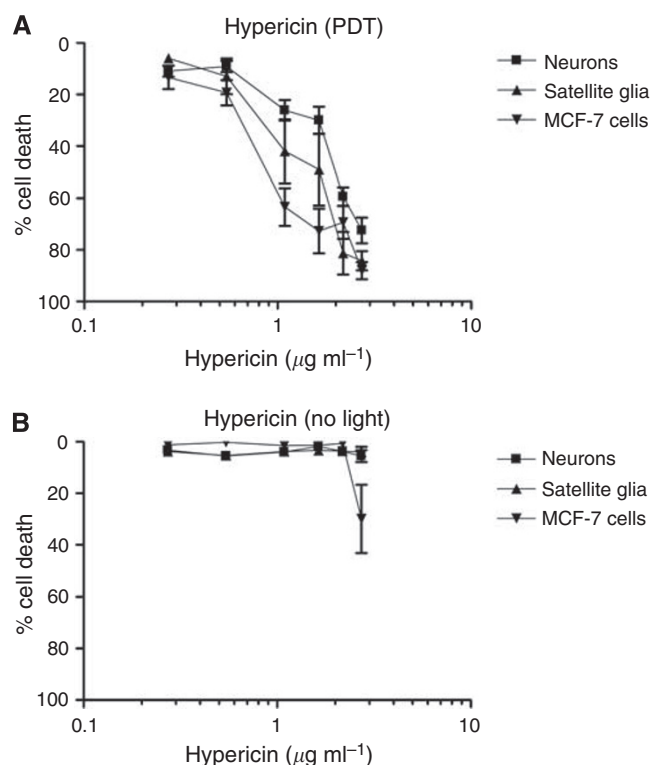 A
Hypericin (PDT)
0
20
40
60
80
100
% cell death
0.1
1
10
Hypericin (μg ml⁻¹)
Neurons
Satellite glia
MCF-7 cells
B
Hypericin (no light)
0
20
40
60
80
100
% cell death
0.1
1
10
Hypericin (μg ml⁻¹)
Neurons
Satellite glia
MCF-7 cells